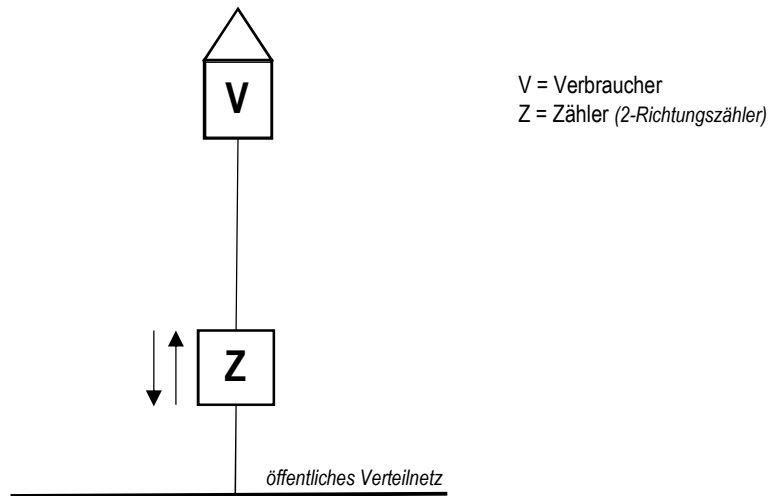 V
V = Verbraucher
Z = Zähler (2-Richtungszähler)
Z
öffentliches Verteilnetz